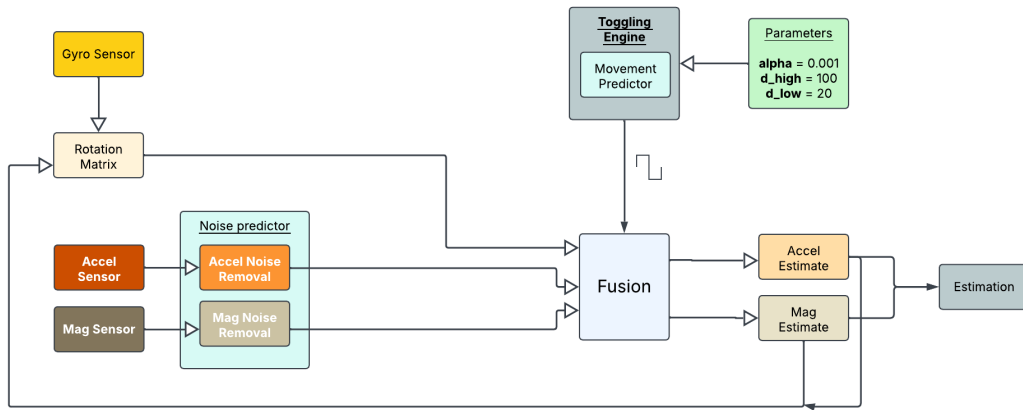 Toggling
Engine
Movement
Predictor
Parameters
alpha = 0.001
d_high = 100
d_low = 20
Gyro Sensor
Rotation
Matrix
Noise predictor
Accel
Sensor
Accel Noise
Removal
Mag Sensor
Mag Noise
Removal
Fusion
Accel
Estimate
Mag
Estimate
Estimation